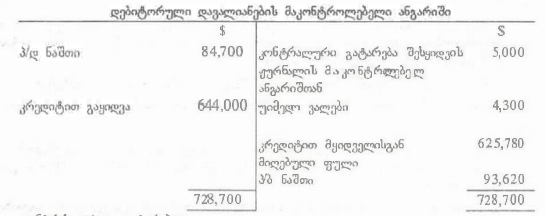 დებიტორული დავალიანების მაკონტროლებელი ანგარიში
$ $
პ/დ ნაშთი 84,700 კონტრალური გატარება შესყიდვის 5,000
ჟურნალის მაკონტრლებელ
ანგარიშთან
კრედიტით გაყიდვა 644,000 უიმედო ვალები 4,300
კრედიტით მყიდველისგან 625,780
მიღებული ფული
პ/ბ ნაშთი 93,620
728,700 728,700